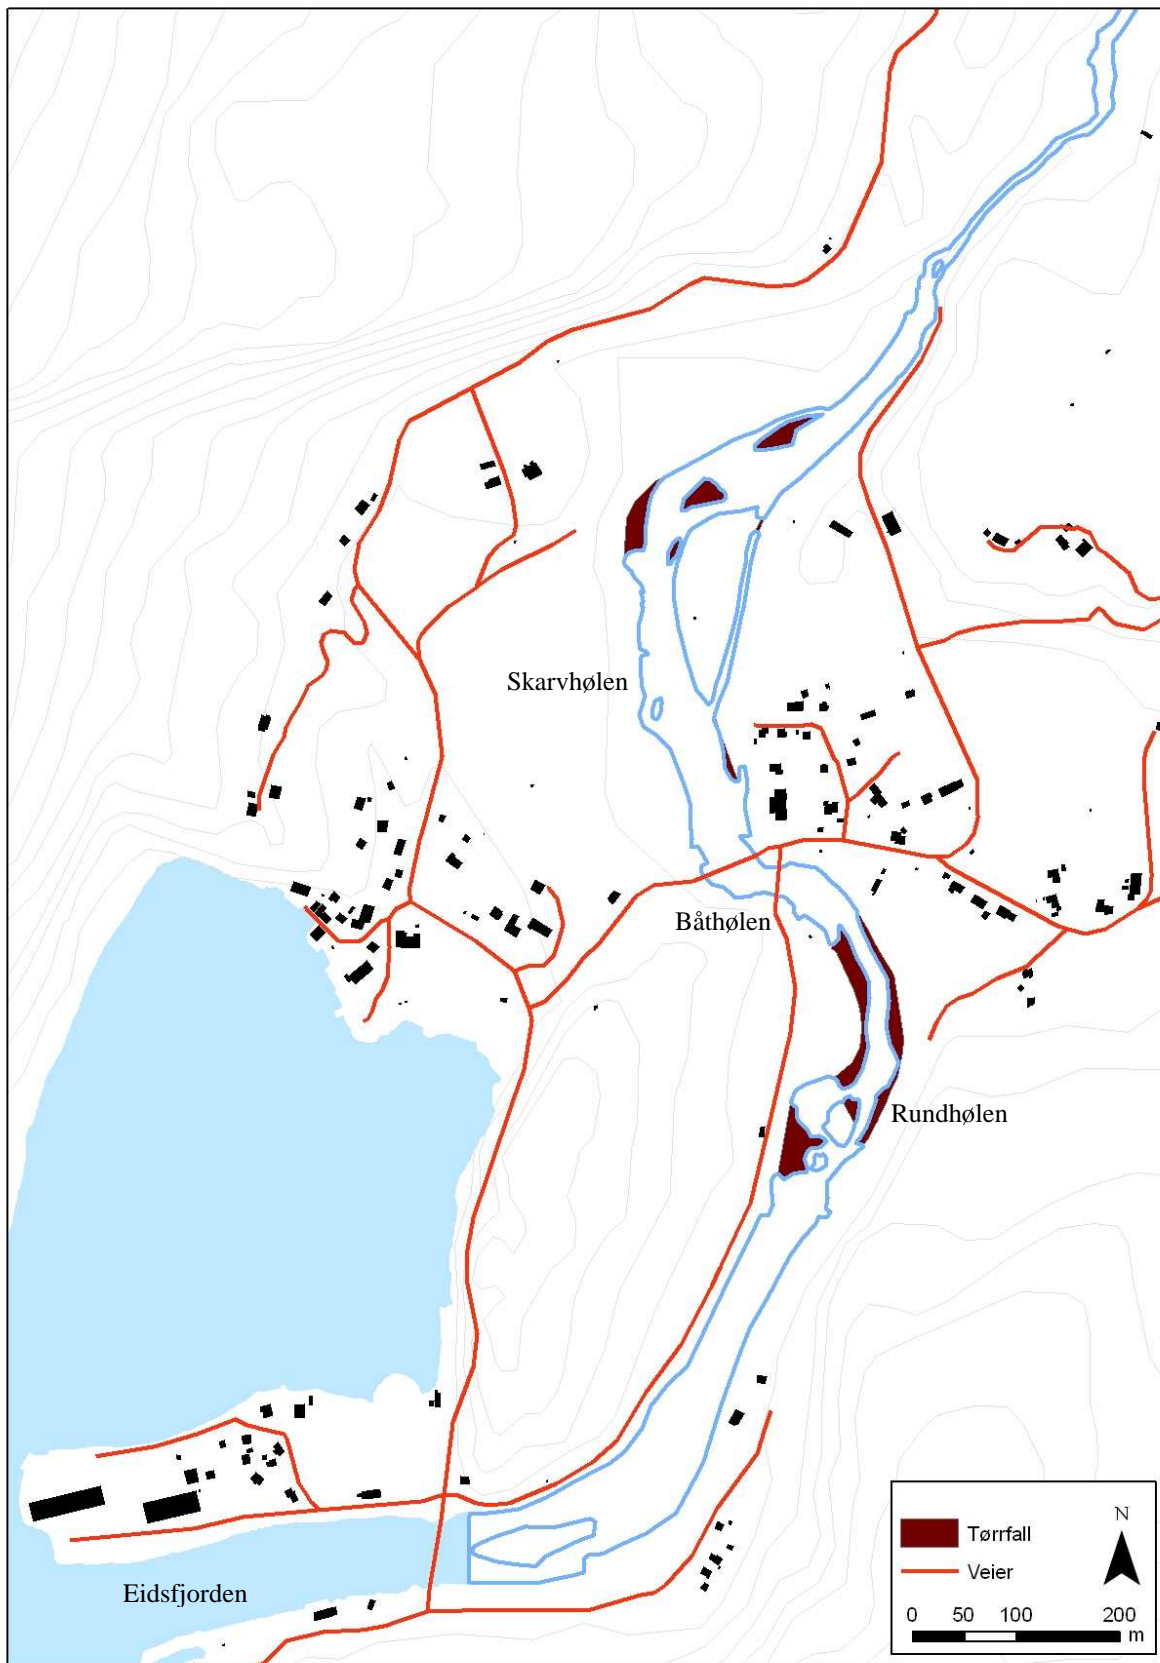 Skarvhølen
Båthølen
Rundhølen
Eidsfjorden
Tørrfall
Veier
N
0 50 100 200
m